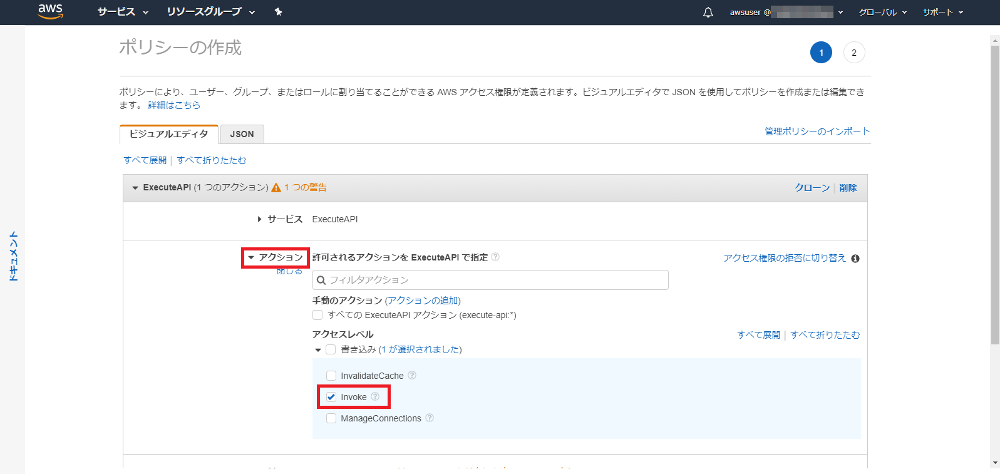 aws サービス リソースグループ awsuser @ グローバル サポート
ポリシーの作成
1 2
ポリシーにより、ユーザー、グループ、またはロールに割り当てることができる AWS アクセス権限が定義されます。ビジュアルエディタで JSON を使用してポリシーを作成または編集でき
ます。 詳細はこちら
ビジュアルエディタ JSON 管理ポリシーのインポート
すべて展開 | すべて折りたたむ
ExecuteAPI (1 つのアクション) 1 つの警告 クローン | 削除
サービス ExecuteAPI
アクション 許可されるアクションを ExecuteAPI で指定 アクセス権限の拒否に切り替え
閉じる
フィルタアクション
手動のアクション (アクションの追加)
すべての ExecuteAPI アクション (execute-api:*)
アクセスレベル すべて展開 | すべて折りたたむ
書き込み (1 が選択されました)
InvalidateCache
Invoke
ManageConnections
ドキュメント